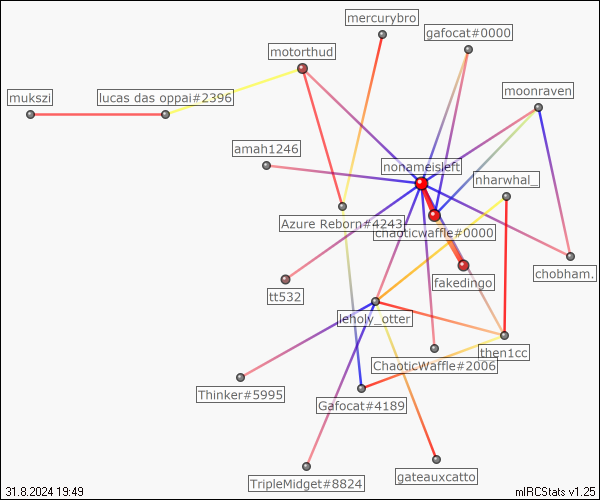 mercurybro
gafocat#0000
motorthud
moonraven
mukszi
lucas das oppai#2396
amah1246
nonameisleft
nharwhal_
Azure Reborn#4243
chaoticwaffle#0000
chobham.
fakedingo
tt532
leholy_otter
then1cc
ChaoticWaffle#2006
Thinker#5995
Gafocat#4189
TripleMidget#8824
gateauxcatto
31.8.2024 19:49
mIRCStats v1.25